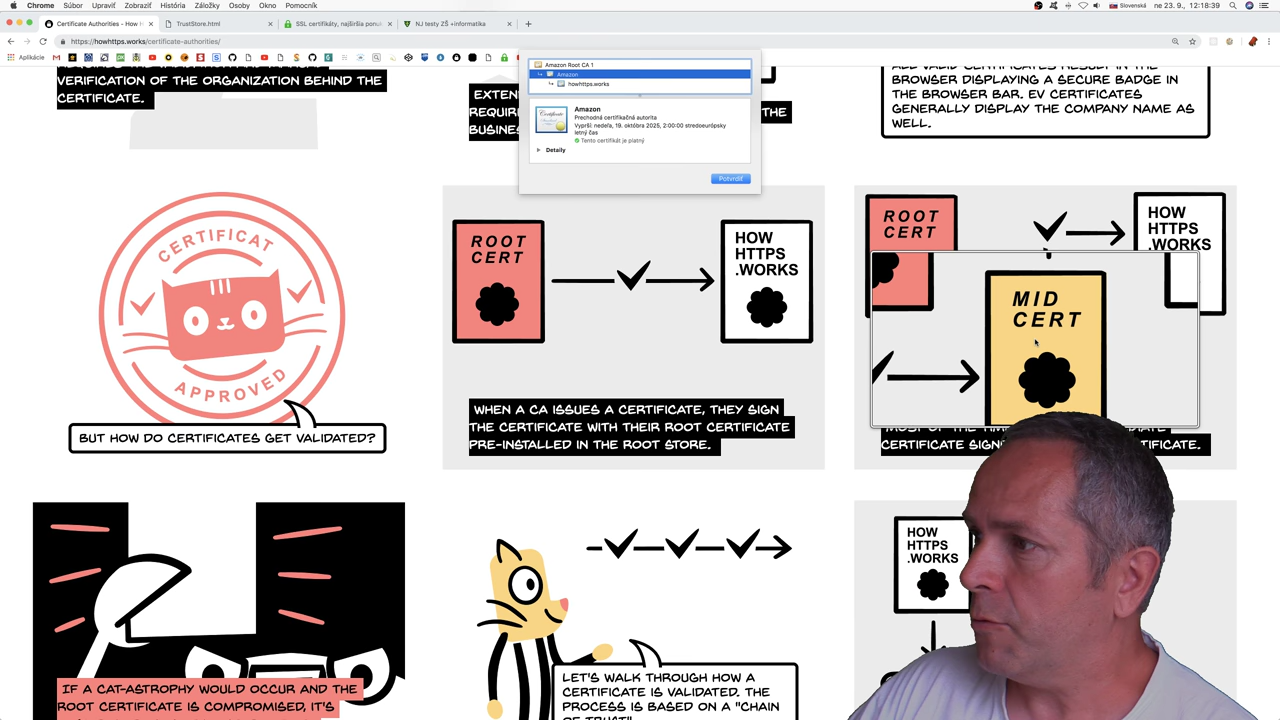 Chrome Súbor Upraviť Zobraziť História Záložky Osoby Okno Pomocník
Slovenská ne 23. 9., 12:18:39
Certificate Authorities - How H
TrustStore.html
SSL certifikáty, najširšia ponuk
NJ testy ZŠ +informatika
https://howhttps.works/certificate-authorities/
Aplikácie
VERIFICATION OF THE ORGANIZATION BEHIND THE
CERTIFICATE.
Amazon Root CA 1
Amazon
howhttps.works
Amazon
Prechodná certifikačná autorita
Vyprší: nedeľa, 19. októbra 2025, 2:00:00 stredoeurópsky
letný čas
Tento certifikát je platný
Detaily
Potvrdiť
THE
ALL VALID CERTIFICATES RESULT IN THE
BROWSER DISPLAYING A SECURE BADGE IN
THE BROWSER BAR. EV CERTIFICATES
GENERALLY DISPLAY THE COMPANY NAME AS
WELL.
CERTIFICAT
APPROVED
BUT HOW DO CERTIFICATES GET VALIDATED?
ROOT
CERT
HOW
HTTPS
.WORKS
WHEN A CA ISSUES A CERTIFICATE, THEY SIGN
THE CERTIFICATE WITH THEIR ROOT CERTIFICATE
PRE-INSTALLED IN THE ROOT STORE.
ROOT
CERT
HOW
HTTPS
.WORKS
MID
CERT
IF A CAT-ASTROPHY WOULD OCCUR AND THE
ROOT CERTIFICATE IS COMPROMISED, IT'S
LET'S WALK THROUGH HOW A
CERTIFICATE IS VALIDATED. THE
PROCESS IS BASED ON A "CHAIN
OF TRUST".
HOW
HTTPS
.WORKS